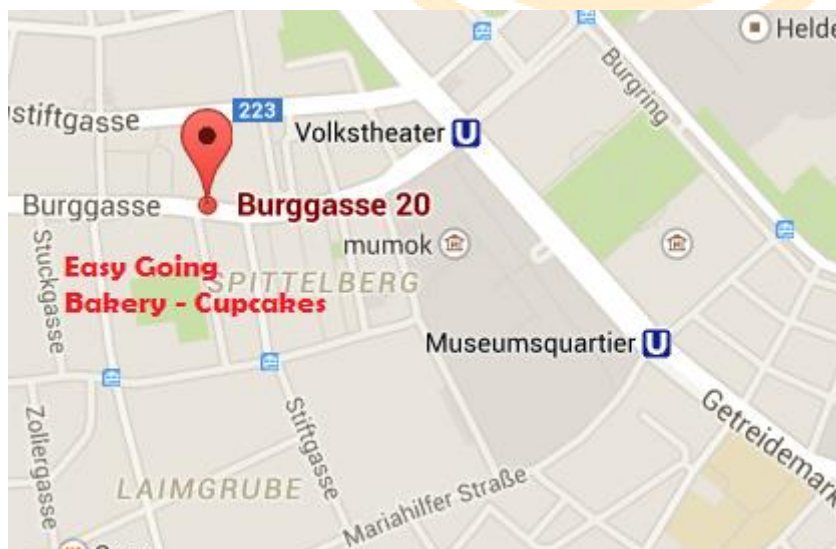 Helde
Burgring
stiftgasse
223
Volkstheater U
Burggasse
Burggasse 20
mumok
Stuckgasse
Easy Going
Bakery - Cupcakes
SPITTELBERG
Museumsquartier U
Getreidemark
Zollergasse
Stiftgasse
LAIMGRUBE
Mariahilfer Straße